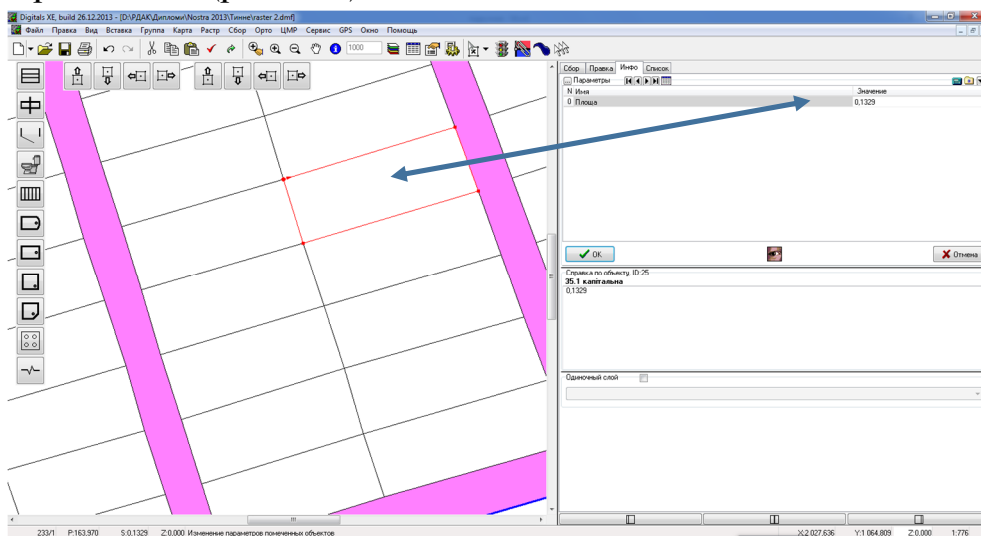 Digitals XE, build 26.12.2013 - [D:\РДАК\Дипломи\Nostra 2013\Тинне\raster 2.dmf]
Файл Правка Вид Вставка Группа Карта Растр Сбор Орто ЦМР Сервис GPS Окно Помощь
1000
Сбор Правка Инфо Список
... Параметры
N Имя Значение
0 Площа 0,1329
OK Отмена
Справка по объекту, ID:25
35.1 капітальна
0,1329
Одиночный слой
233/1 P:163,970 S:0,1329 Z:0,000 Изменение параметров помеченных объектов X:2 027,636 Y:1 064,809 Z:0,000 1:776